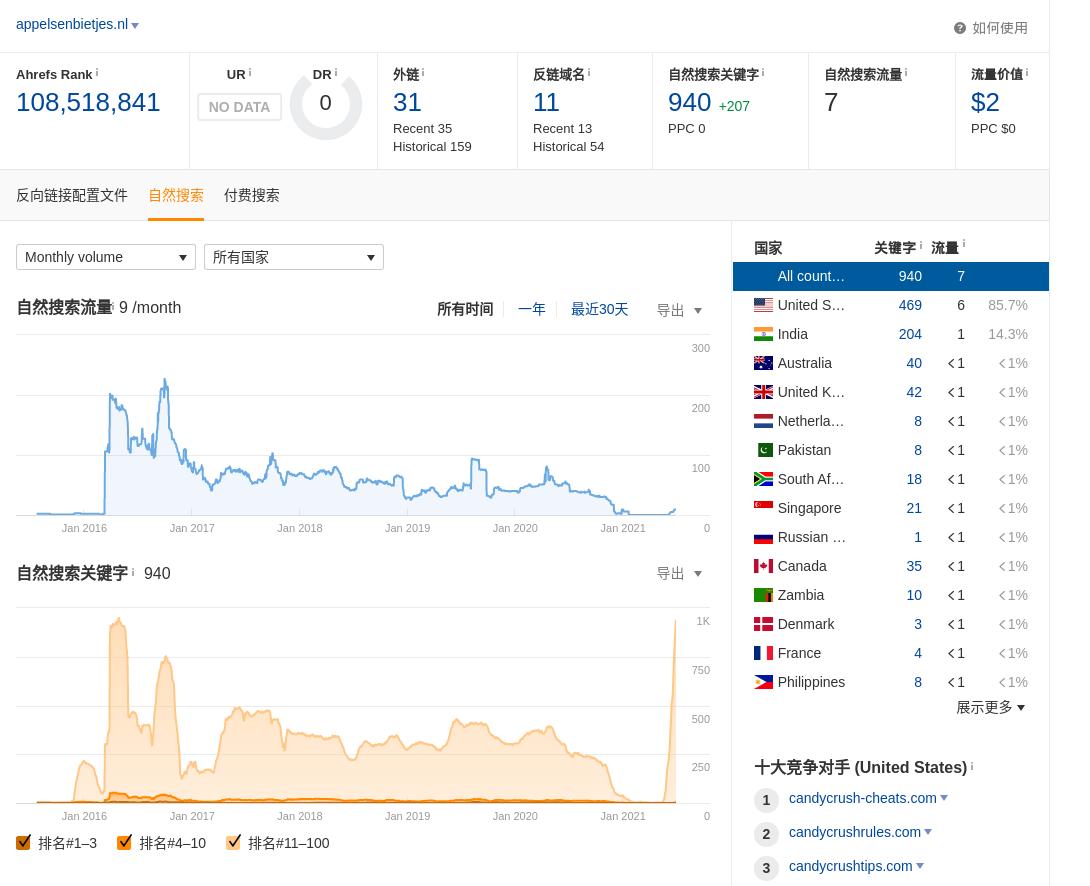 appelsenbietjes.nl
如何使用
Ahrefs Rank i
108,518,841
UR i
NO DATA
DR i
0
外链 i
31
Recent 35
Historical 159
反链域名 i
11
Recent 13
Historical 54
自然搜索关键字 i
940 +207
PPC 0
自然搜索流量 i
7
流量价值 i
$2
PPC $0
反向链接配置文件 自然搜索 付费搜索
Monthly volume 所有国家
自然搜索流量 i 9 /month
所有时间 一年 最近30天 导出
300
200
100
0
Jan 2016 Jan 2017 Jan 2018 Jan 2019 Jan 2020 Jan 2021
自然搜索关键字 i 940
导出
1K
750
500
250
0
Jan 2016 Jan 2017 Jan 2018 Jan 2019 Jan 2020 Jan 2021
排名#1–3 排名#4–10 排名#11–100
国家 关键字 i 流量 i
All count... 940 7
United S... 469 6 85.7%
India 204 1 14.3%
Australia 40 <1 <1%
United K... 42 <1 <1%
Netherla... 8 <1 <1%
Pakistan 8 <1 <1%
South Af... 18 <1 <1%
Singapore 21 <1 <1%
Russian ... 1 <1 <1%
Canada 35 <1 <1%
Zambia 10 <1 <1%
Denmark 3 <1 <1%
France 4 <1 <1%
Philippines 8 <1 <1%
展示更多
十大竞争对手 (United States) i
1 candycrush-cheats.com
2 candycrushrules.com
3 candycrushtips.com